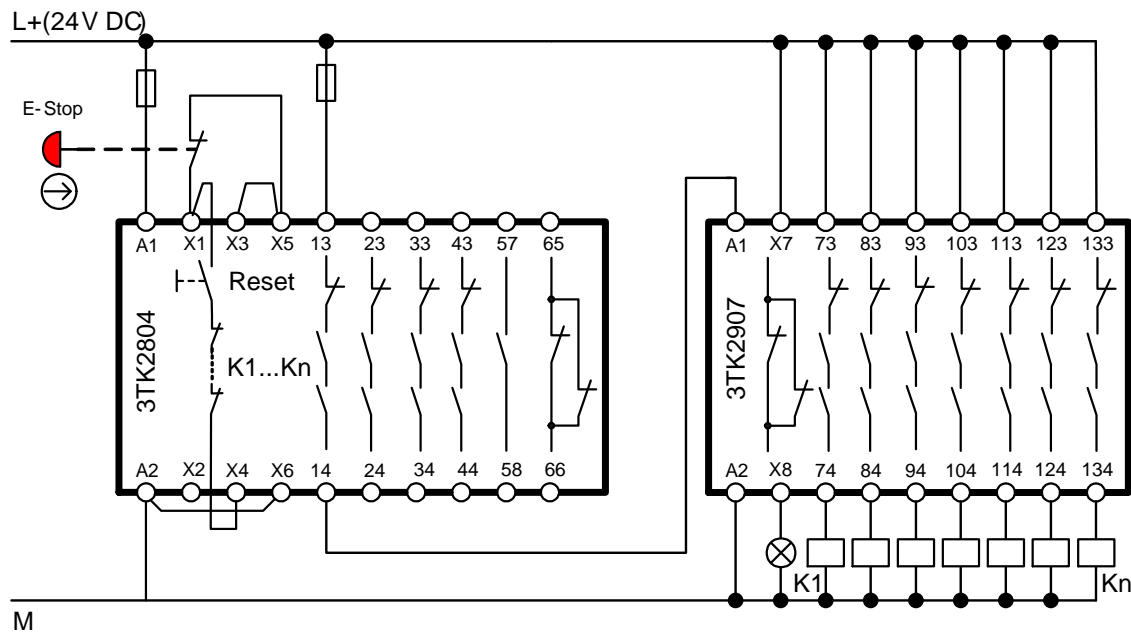 L+(24V DC)
E-Stop
A1 X1 X3 X5 13 23 33 43 57 65
A1 X7 73 83 93 103 113 123 133
Reset
3TK2804
K1...Kn
3TK2907
A2 X2 X4 X6 14 24 34 44 58 66
A2 X8 74 84 94 104 114 124 134
K1
Kn
M